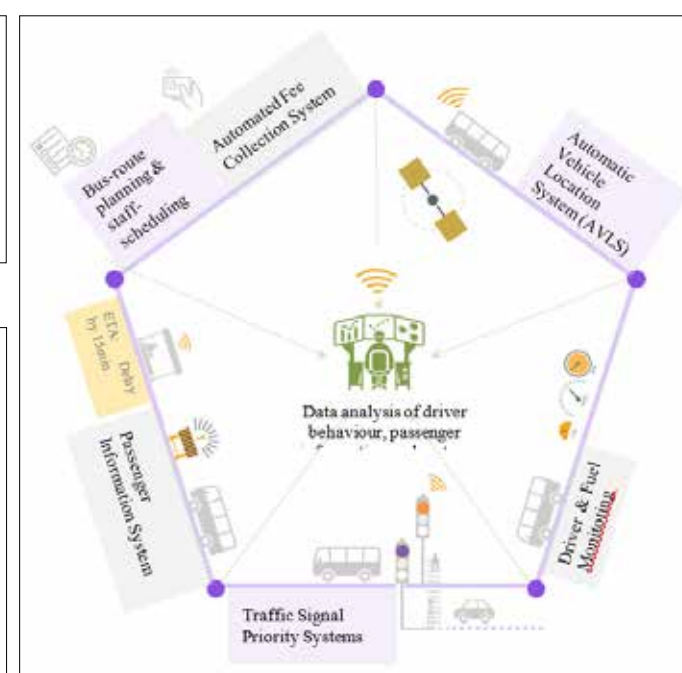 Automated Fee
Collection System
Bus-route
planning &
staff-
scheduling
Automatic
Vehicle
Location
System (AVLS)
ETA: Delay
by 15min
Passenger
Information System
Data analysis of driver
behaviour, passenger
Driver & Fuel
Monitoring
Traffic Signal
Priority Systems